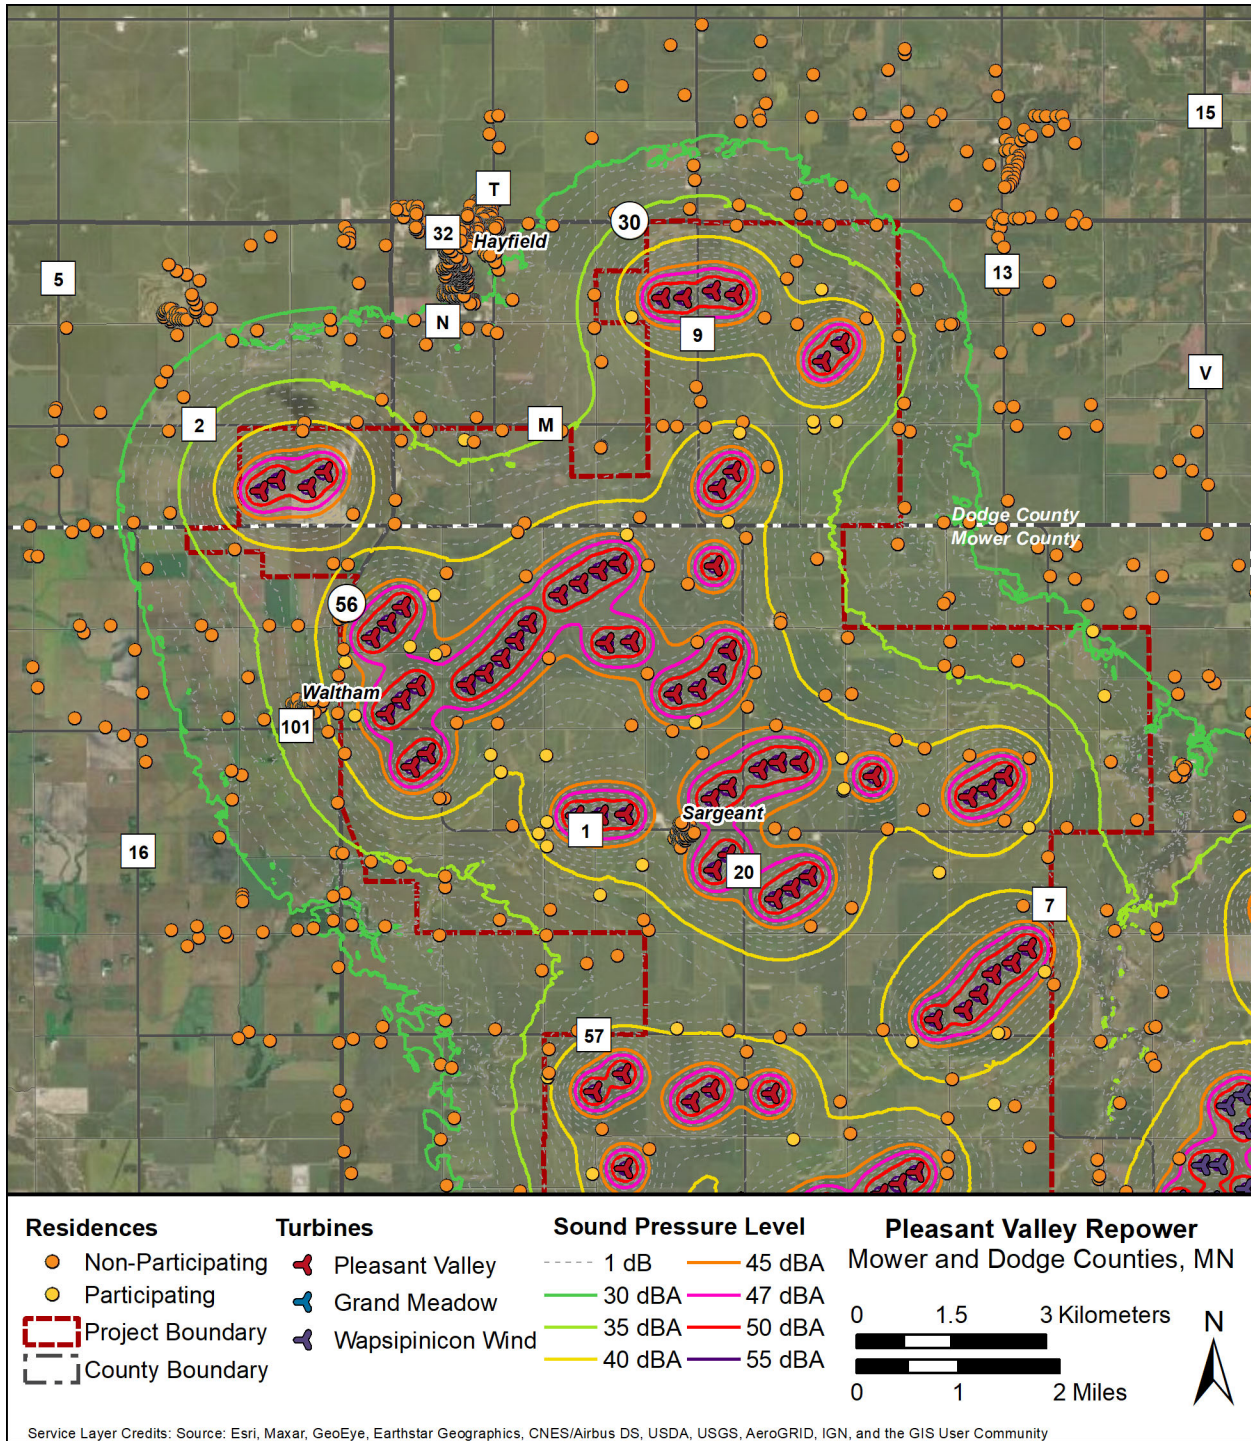 15
T
30
32
Hayfield
13
5
N
9
V
2
M
Dodge County
Mower County
56
Waltham
101
Sargeant
1
16
20
7
57
Residences
Non-Participating
Participating
Project Boundary
County Boundary
Turbines
Pleasant Valley
Grand Meadow
Wapsipinicon Wind
Sound Pressure Level
1 dB
30 dBA
35 dBA
40 dBA
45 dBA
47 dBA
50 dBA
55 dBA
Pleasant Valley Repower
Mower and Dodge Counties, MN
0 1.5 3 Kilometers
0 1 2 Miles
N
Service Layer Credits: Source: Esri, Maxar, GeoEye, Earthstar Geographics, CNES/Airbus DS, USDA, USGS, AeroGRID, IGN, and the GIS User Community